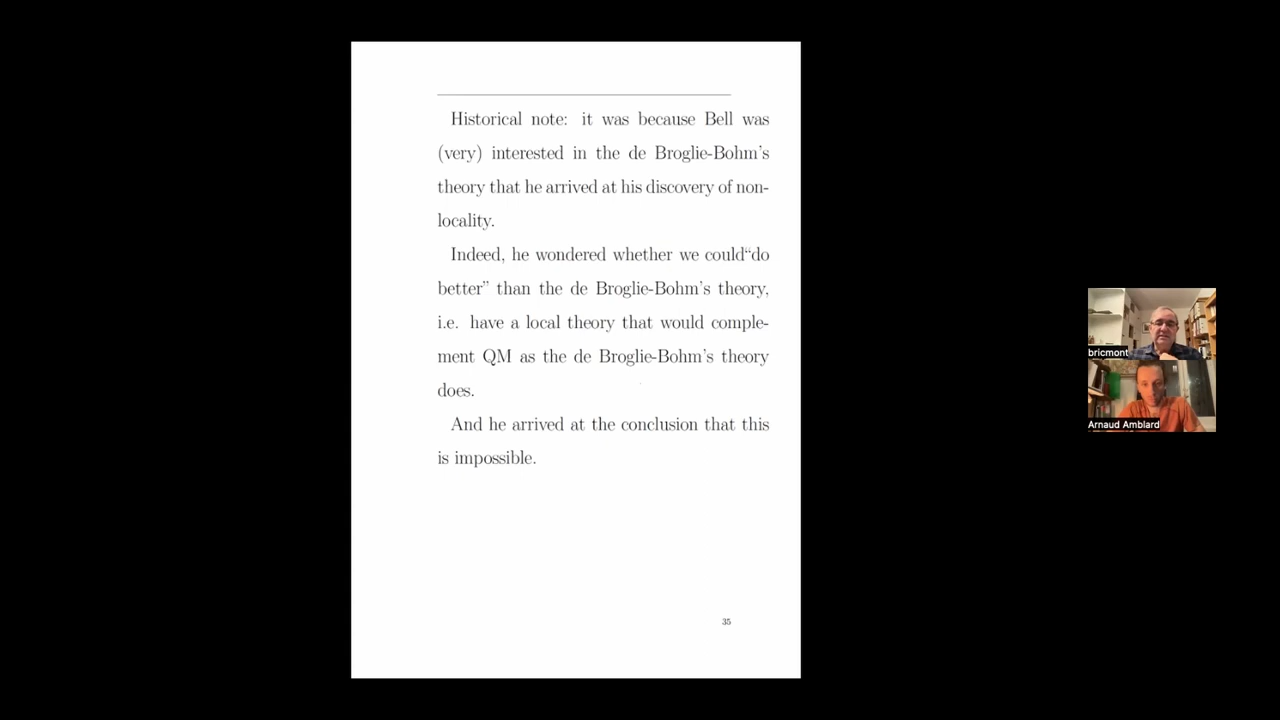 Historical note: it was because Bell was
(very) interested in the de Broglie-Bohm's
theory that he arrived at his discovery of non-
locality.
Indeed, he wondered whether we could“do
better” than the de Broglie-Bohm's theory,
i.e. have a local theory that would comple-
ment QM as the de Broglie-Bohm's theory
does.
And he arrived at the conclusion that this
is impossible.
35
bricmont
Arnaud Amblard